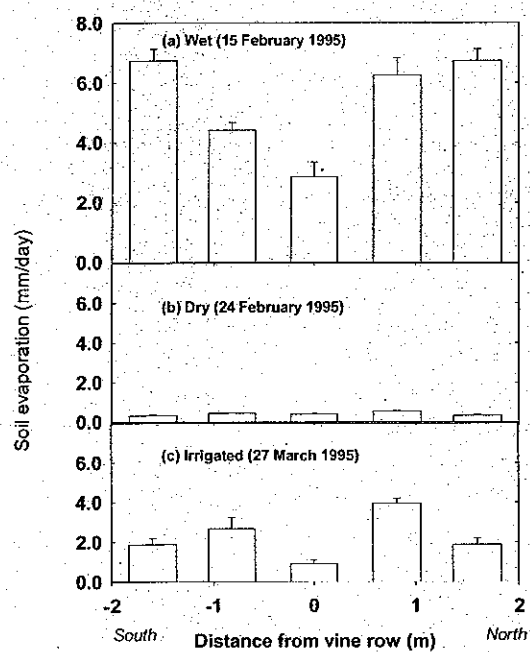 8.0
(a) Wet (15 February 1995)
6.0
4.0
2.0
0.0
(b) Dry (24 February 1995)
6.0
4.0
2.0
0.0
(c) Irrigated (27 March 1995)
6.0
4.0
2.0
0.0
Soil evaporation (mm/day)
-2 -1 0 1 2
South Distance from vine row (m) North